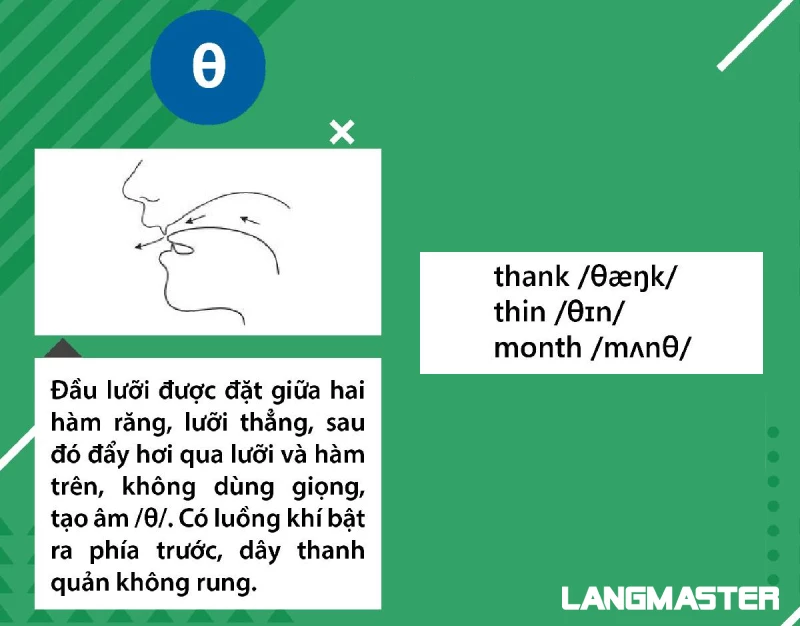 θ
Đầu lưỡi được đặt giữa hai
hàm răng, lưỡi thẳng, sau
đó đẩy hơi qua lưỡi và hàm
trên, không dùng giọng,
tạo âm /θ/. Có luồng khí bật
ra phía trước, dây thanh
quản không rung.
thank /θæŋk/
thin /θɪn/
month /mʌnθ/
LANGMASTER